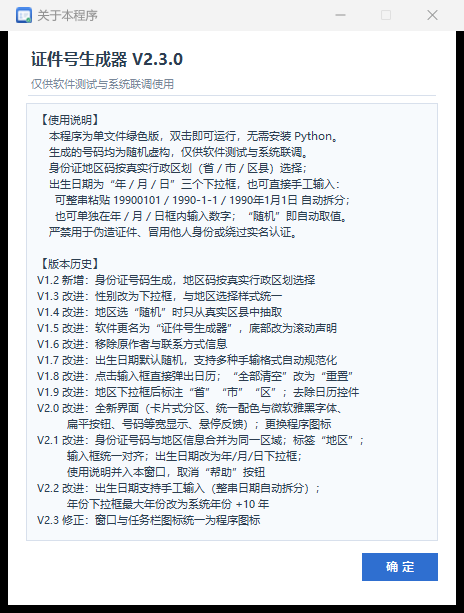 关于本程序
证件号生成器 V2.3.0
仅供软件测试与系统联调使用
【使用说明】
本程序为单文件绿色版，双击即可运行，无需安装 Python。
生成的号码均为随机虚构，仅供软件测试与系统联调。
身份证地区码按真实行政区划（省 / 市 / 区县）选择；
出生日期为“年 / 月 / 日”三个下拉框，也可直接手工输入：
可整串粘贴 19900101 / 1990-1-1 / 1990年1月1日 自动拆分；
也可单独在年 / 月 / 日框内输入数字；“随机”即自动取值。
严禁用于伪造证件、冒用他人身份或绕过实名认证。
【版本历史】
V1.2 新增：身份证号码生成，地区码按真实行政区划选择
V1.3 改进：性别改为下拉框，与地区选择样式统一
V1.4 改进：地区选“随机”时只从真实区县中抽取
V1.5 改进：软件更名为“证件号生成器”，底部改为滚动声明
V1.6 改进：移除原作者与联系方式信息
V1.7 改进：出生日期默认随机，支持多种手输格式自动规范化
V1.8 改进：点击输入框直接弹出日历；“全部清空”改为“重置”
V1.9 改进：地区下拉框后标注“省”“市”“区”；去除日历控件
V2.0 改进：全新界面（卡片式分区、统一配色与微软雅黑字体、
扁平按钮、号码等宽显示、悬停反馈）；更换程序图标
V2.1 改进：身份证号码与地区信息合并为同一区域；标签“地区”；
输入框统一对齐；出生日期改为年/月/日下拉框；
使用说明并入本窗口，取消“帮助”按钮
V2.2 改进：出生日期支持手工输入（整串日期自动拆分）；
年份下拉框最大年份改为系统年份 +10 年
V2.3 修正：窗口与任务栏图标统一为程序图标
确 定